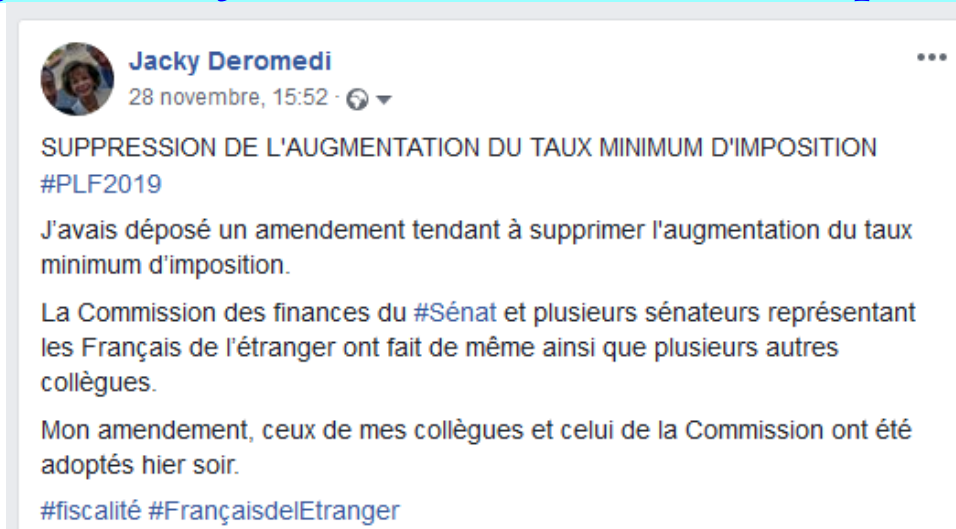 Jacky Deromedi
28 novembre, 15:52 ·
SUPPRESSION DE L'AUGMENTATION DU TAUX MINIMUM D'IMPOSITION
#PLF2019
J’avais déposé un amendement tendant à supprimer l'augmentation du taux
minimum d’imposition.
La Commission des finances du #Sénat et plusieurs sénateurs représentant
les Français de l’étranger ont fait de même ainsi que plusieurs autres
collègues.
Mon amendement, ceux de mes collègues et celui de la Commission ont été
adoptés hier soir.
#fiscalité #FrançaisdelEtranger